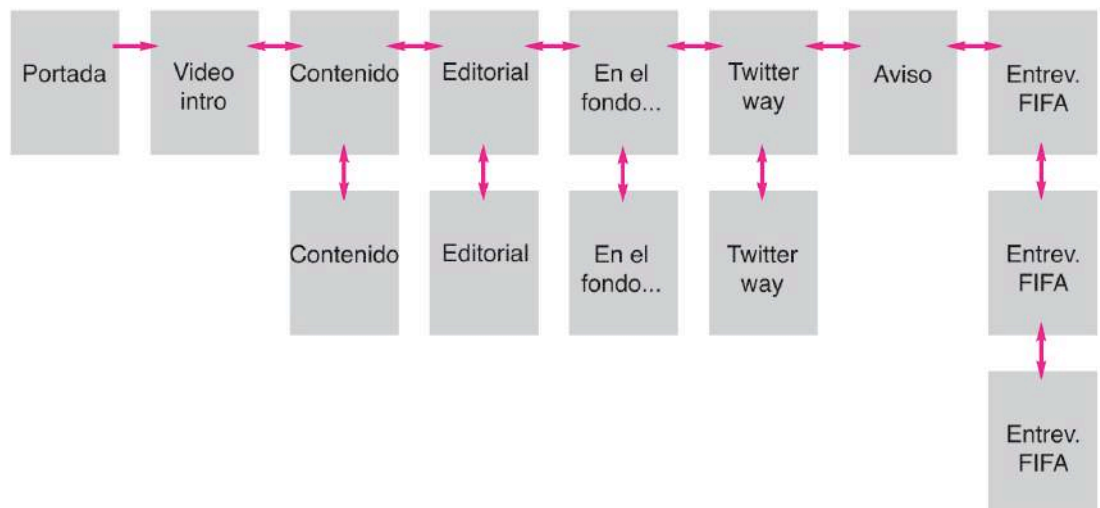 Portada
Video
intro
Contenido
Editorial
En el
fondo...
Twitter
way
Aviso
Entrev.
FIFA
Contenido
Editorial
En el
fondo...
Twitter
way
Entrev.
FIFA
Entrev.
FIFA